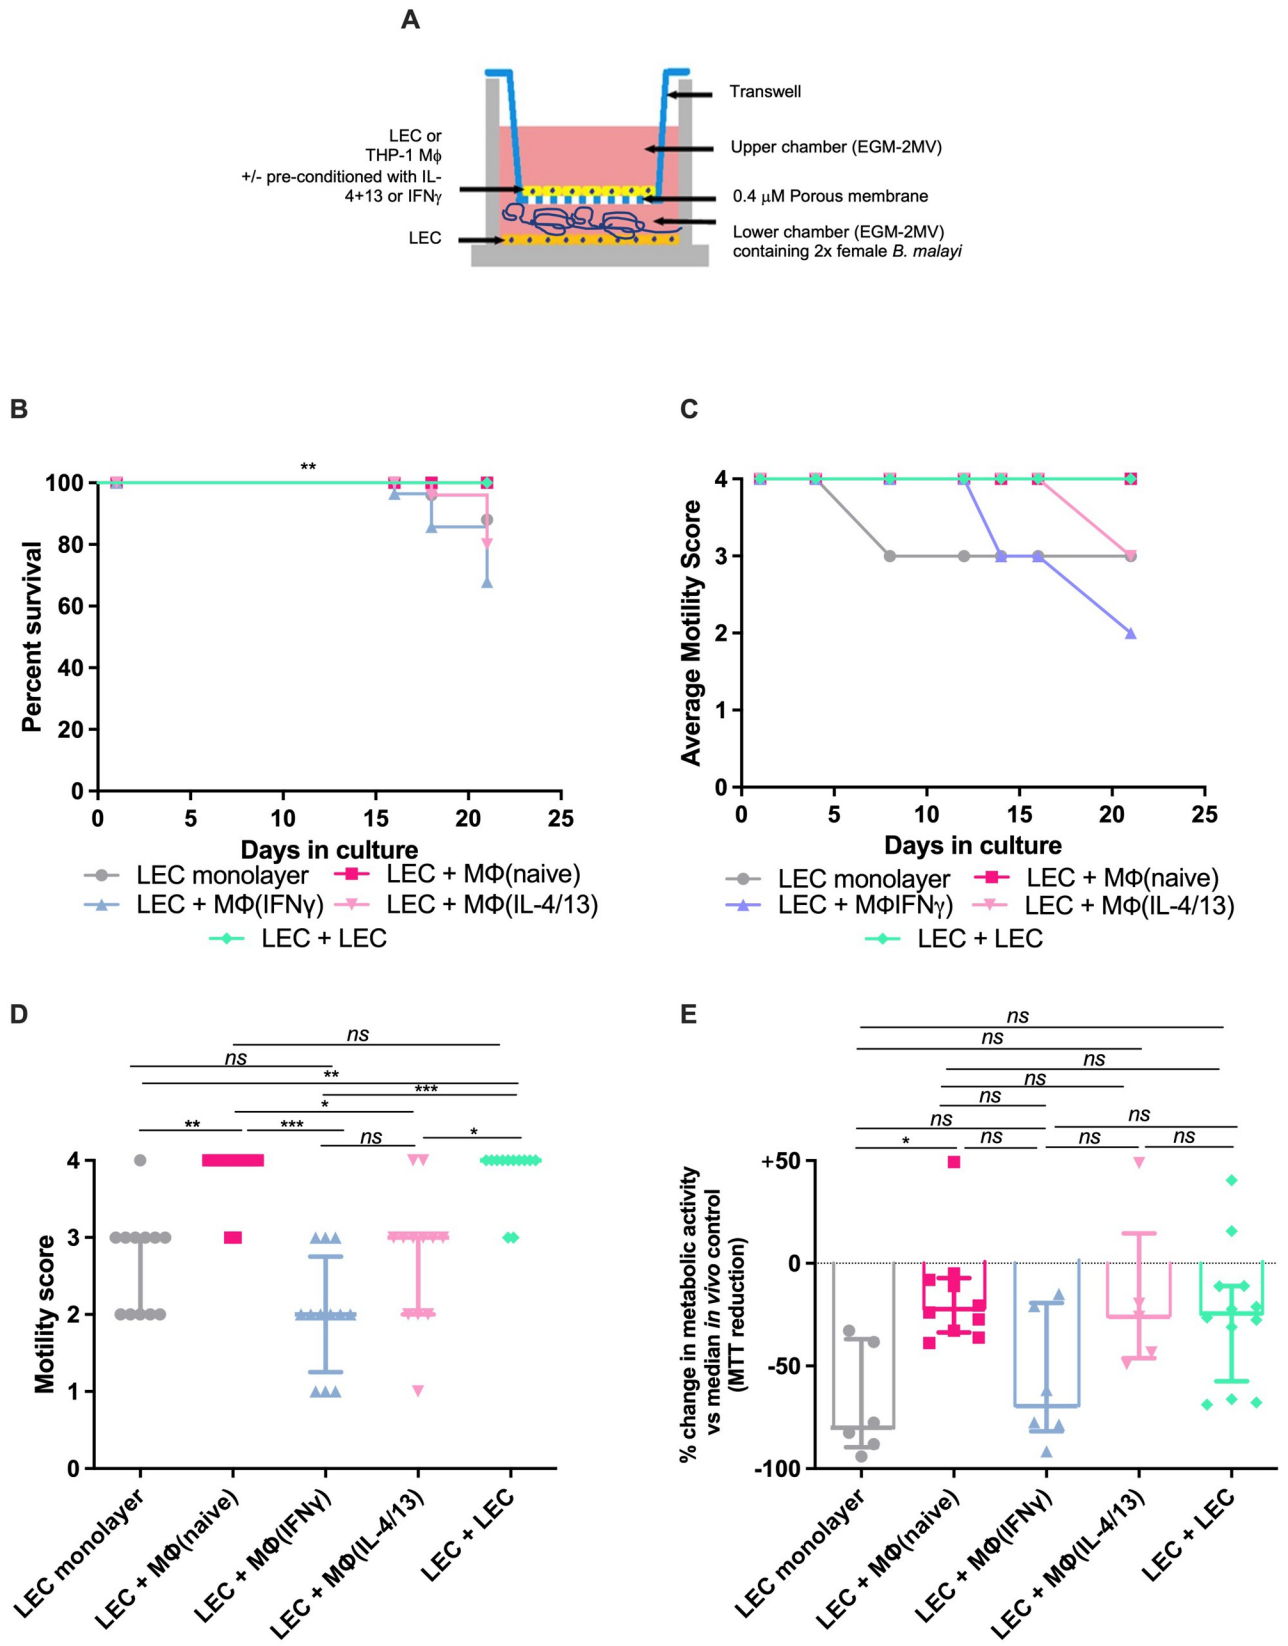 A
LEC or
THP-1 Mϕ
+/- pre-conditioned with IL-
4+13 or IFNγ
LEC
Transwell
Upper chamber (EGM-2MV)
0.4 μM Porous membrane
Lower chamber (EGM-2MV)
containing 2x female B. malayi
B
**
Percent survival
100
80
60
40
20
0
0 5 10 15 20 25
Days in culture
LEC monolayer
LEC + MΦ(naive)
LEC + MΦ(IFNγ)
LEC + MΦ(IL-4/13)
LEC + LEC
C
Average Motility Score
4
3
2
1
0
0 5 10 15 20 25
Days in culture
LEC monolayer
LEC + MΦ(naive)
LEC + MΦIFNγ)
LEC + MΦ(IL-4/13)
LEC + LEC
D
ns
ns
**
***
*
** *** ns *
Motility score
4
3
2
1
0
LEC monolayer
LEC + MΦ(naive)
LEC + MΦ(IFNγ)
LEC + MΦ(IL-4/13)
LEC + LEC
E
ns
ns
ns
ns
ns
ns ns
* ns ns ns
% change in metabolic activity
vs median in vivo control
(MTT reduction)
+50
0
-50
-100
LEC monolayer
LEC + MΦ(naive)
LEC + MΦ(IFNγ)
LEC + MΦ(IL-4/13)
LEC + LEC